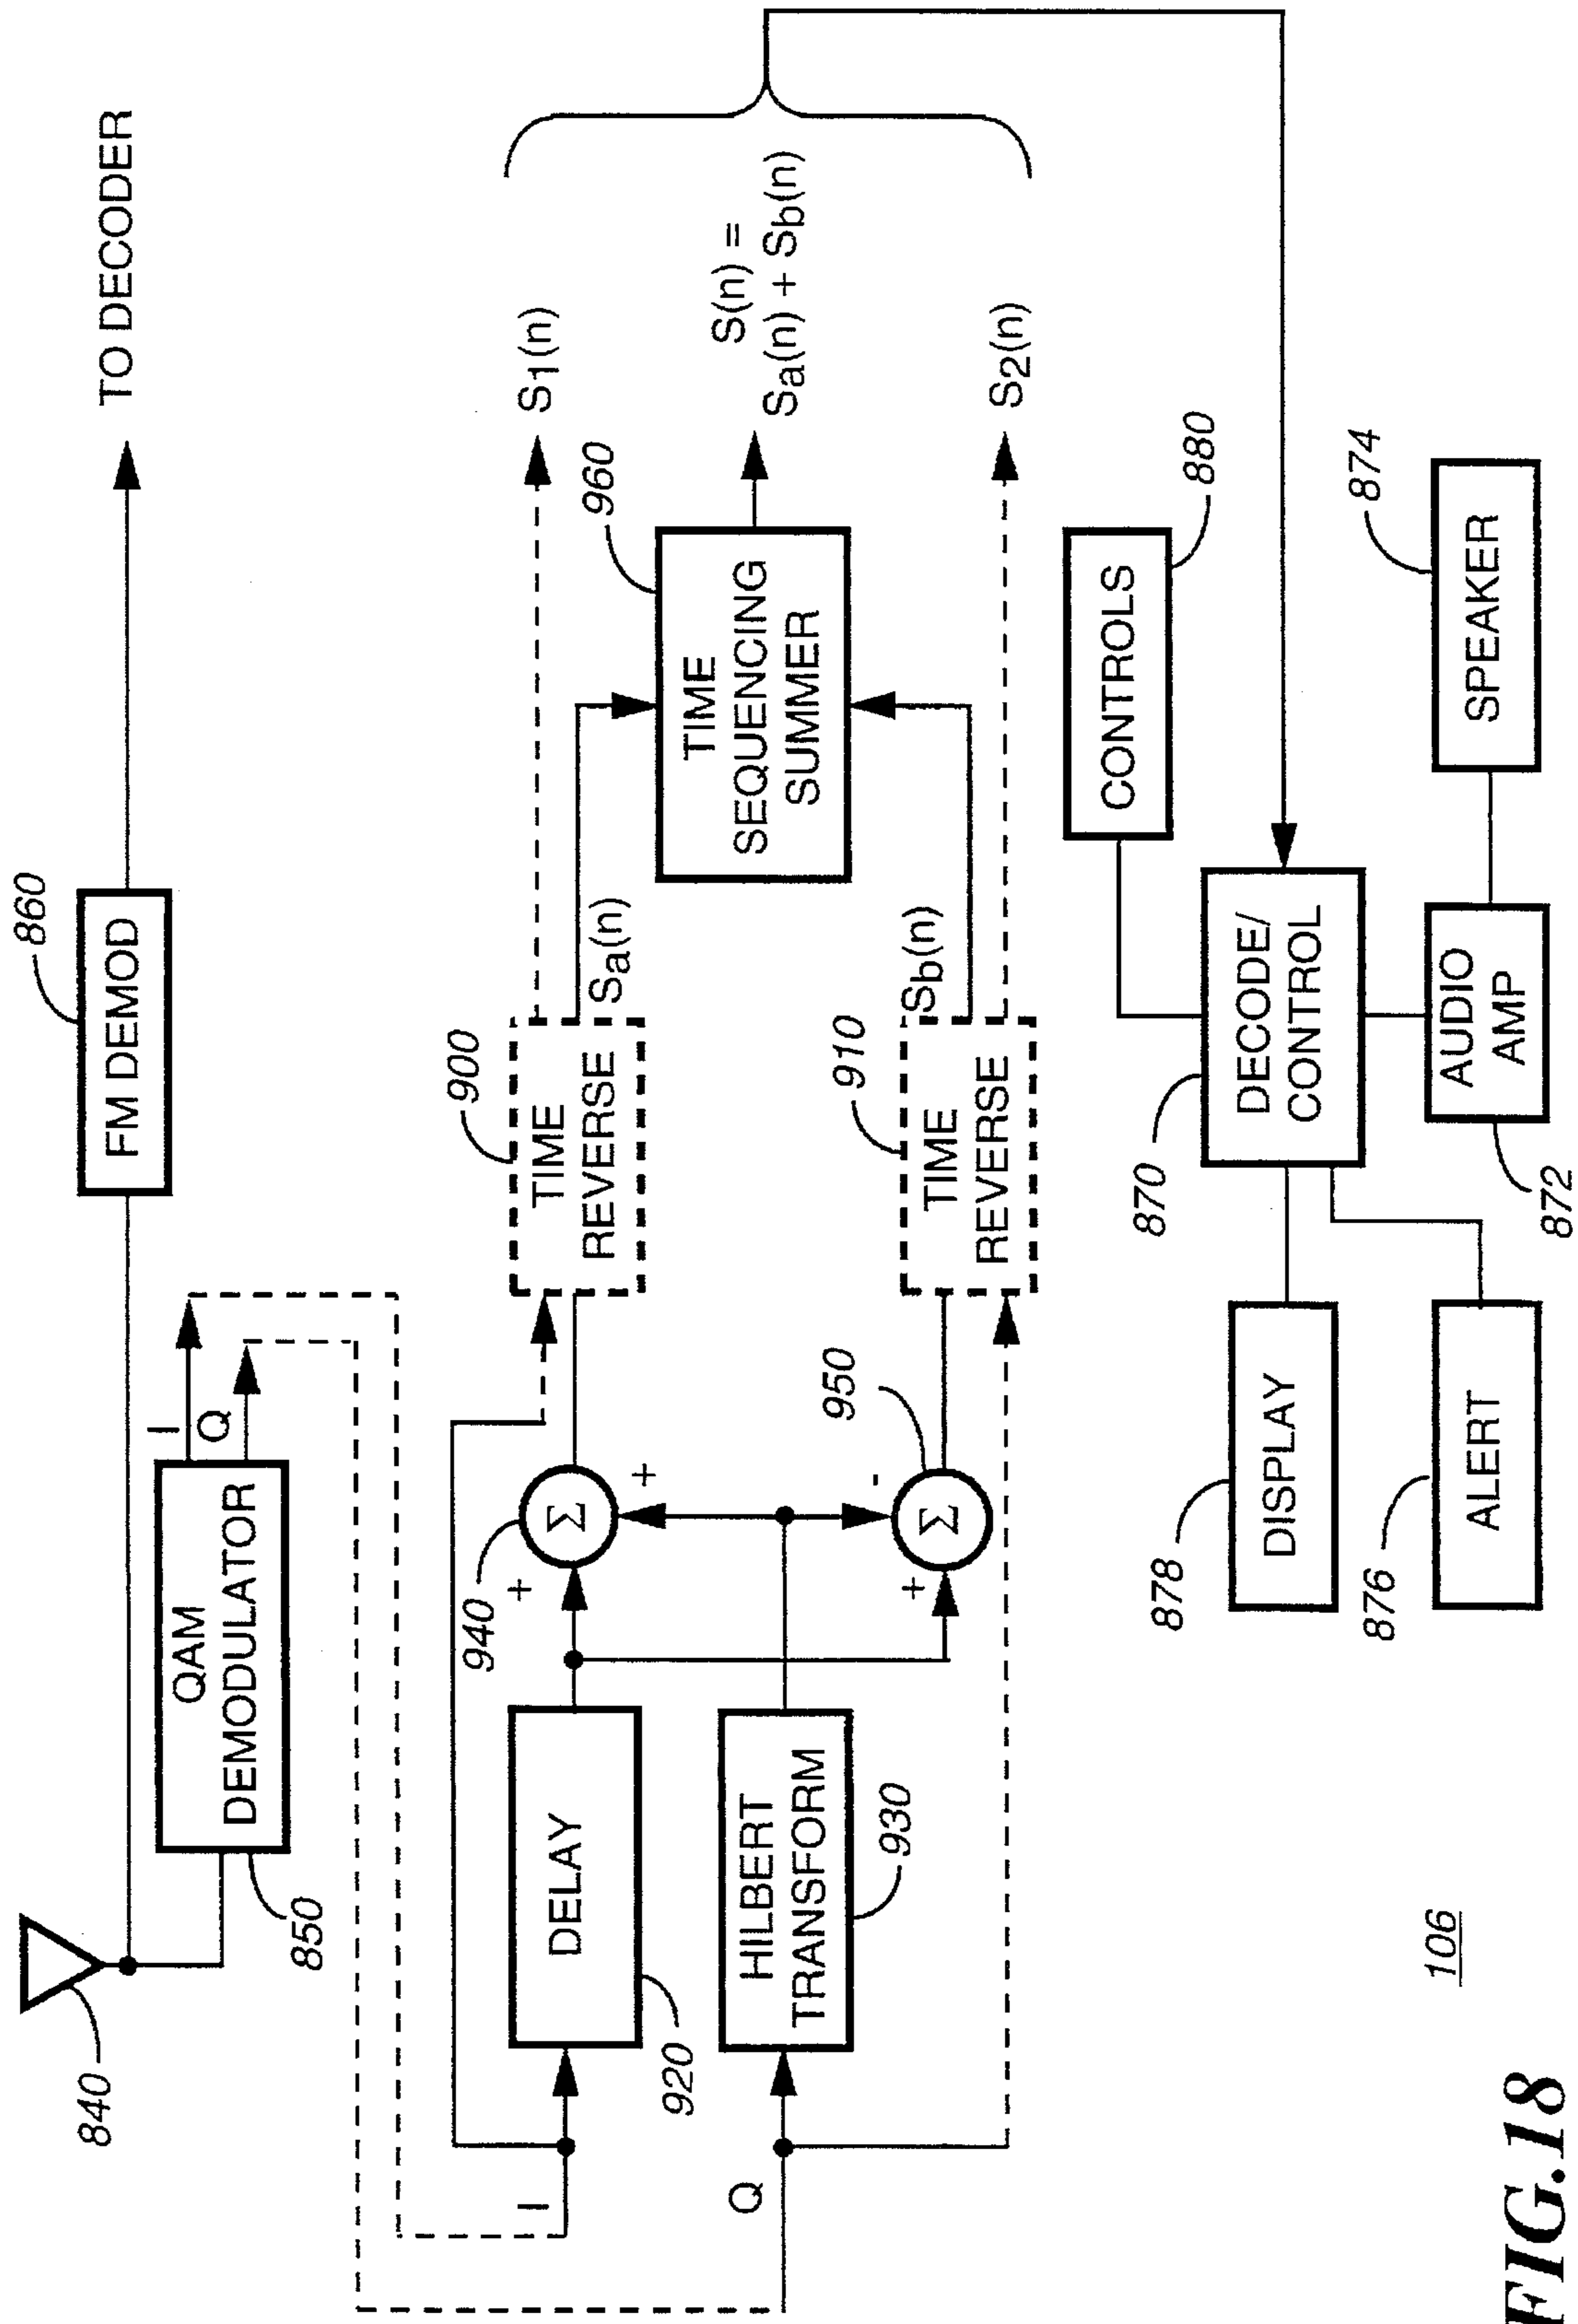 840
860
FM DEMOD
TO DECODER
QAM
DEMODULATOR
850
I
Q
I
Q
DELAY
920
HILBERT
TRANSFORM
930
940
+
+
Σ
950
+
-
Σ
900
TIME
REVERSE
910
TIME
REVERSE
Sa(n)
Sb(n)
960
TIME
SEQUENCING
SUMMER
S1(n)
S(n) =
Sa(n) + Sb(n)
S2(n)
CONTROLS
880
870
DECODE/
CONTROL
878
DISPLAY
876
ALERT
AUDIO
AMP
872
874
SPEAKER
106
FIG.18